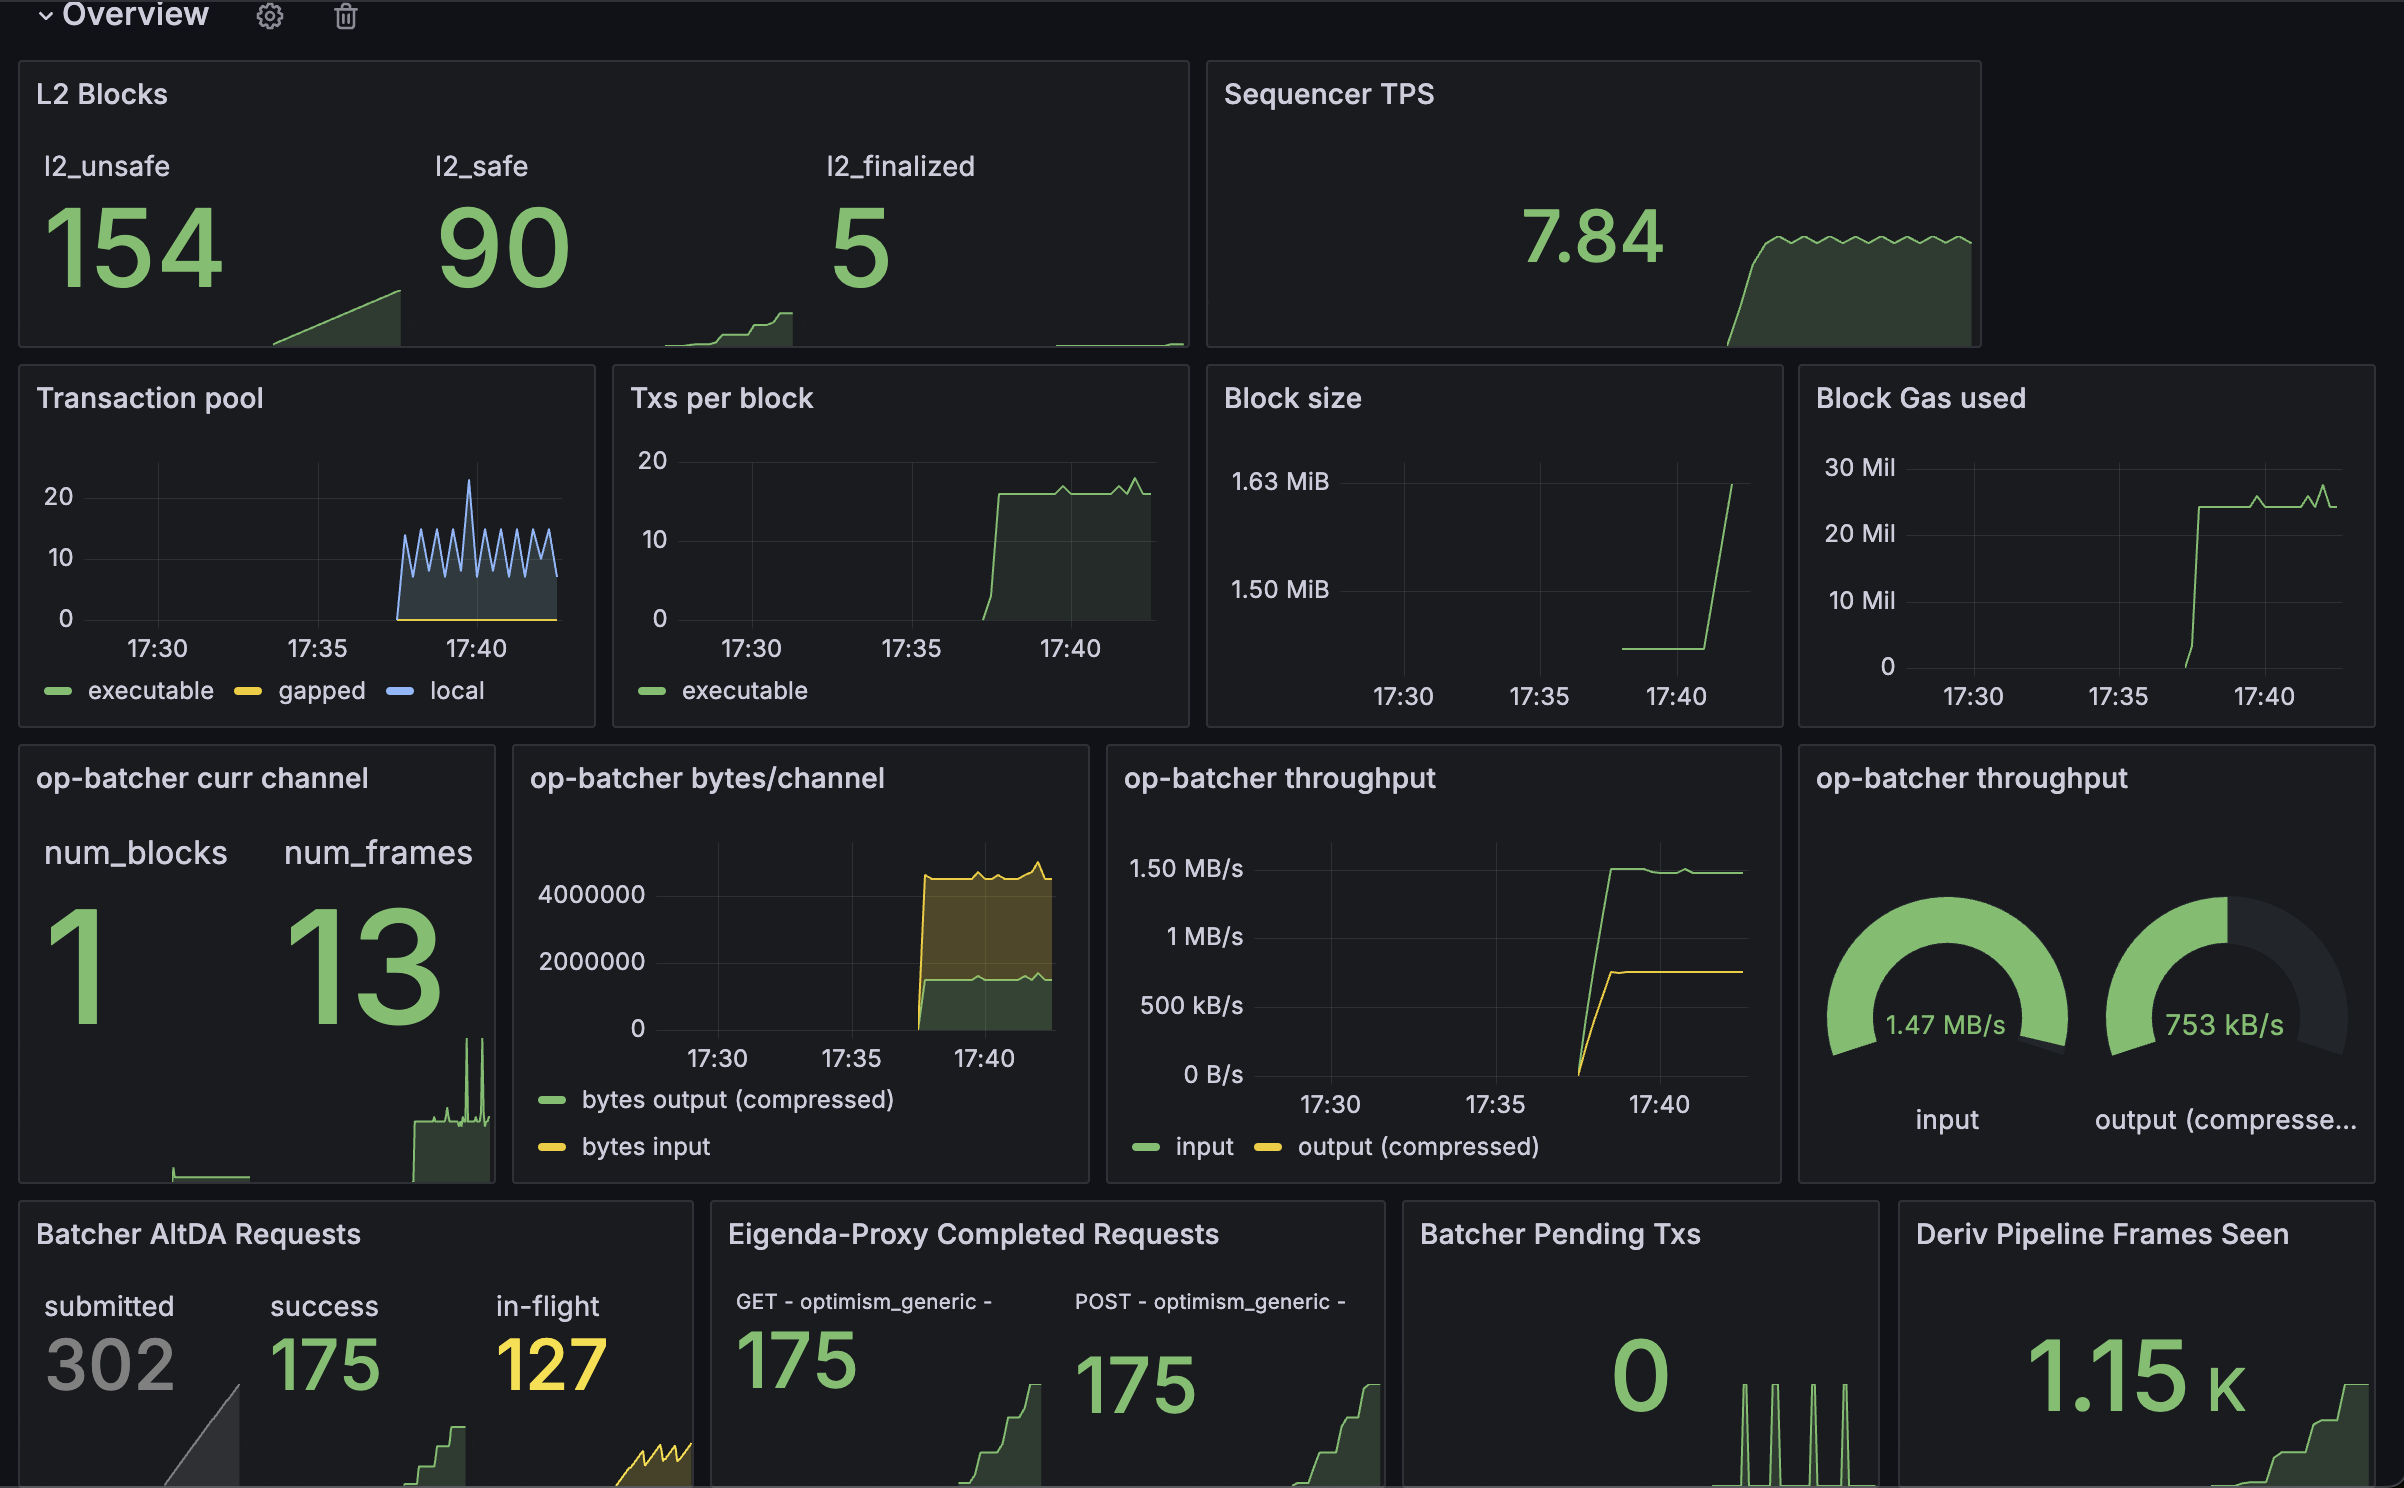 Overview
L2 Blocks
l2_unsafe
154
l2_safe
90
l2_finalized
5
Sequencer TPS
7.84
Transaction pool
20
10
0
17:30 17:35 17:40
executable gapped local
Txs per block
20
10
0
17:30 17:35 17:40
executable
Block size
1.63 MiB
1.50 MiB
17:30 17:35 17:40
Block Gas used
30 Mil
20 Mil
10 Mil
0
17:30 17:35 17:40
op-batcher curr channel
num_blocks
1
num_frames
13
op-batcher bytes/channel
4000000
2000000
0
17:30 17:35 17:40
bytes output (compressed)
bytes input
op-batcher throughput
1.50 MB/s
1 MB/s
500 kB/s
0 B/s
17:30 17:35 17:40
input output (compressed)
op-batcher throughput
1.47 MB/s
input
753 kB/s
output (compresse...
Batcher AltDA Requests
submitted
302
success
175
in-flight
127
Eigenda-Proxy Completed Requests
GET - optimism_generic -
175
POST - optimism_generic -
175
Batcher Pending Txs
0
Deriv Pipeline Frames Seen
1.15 K